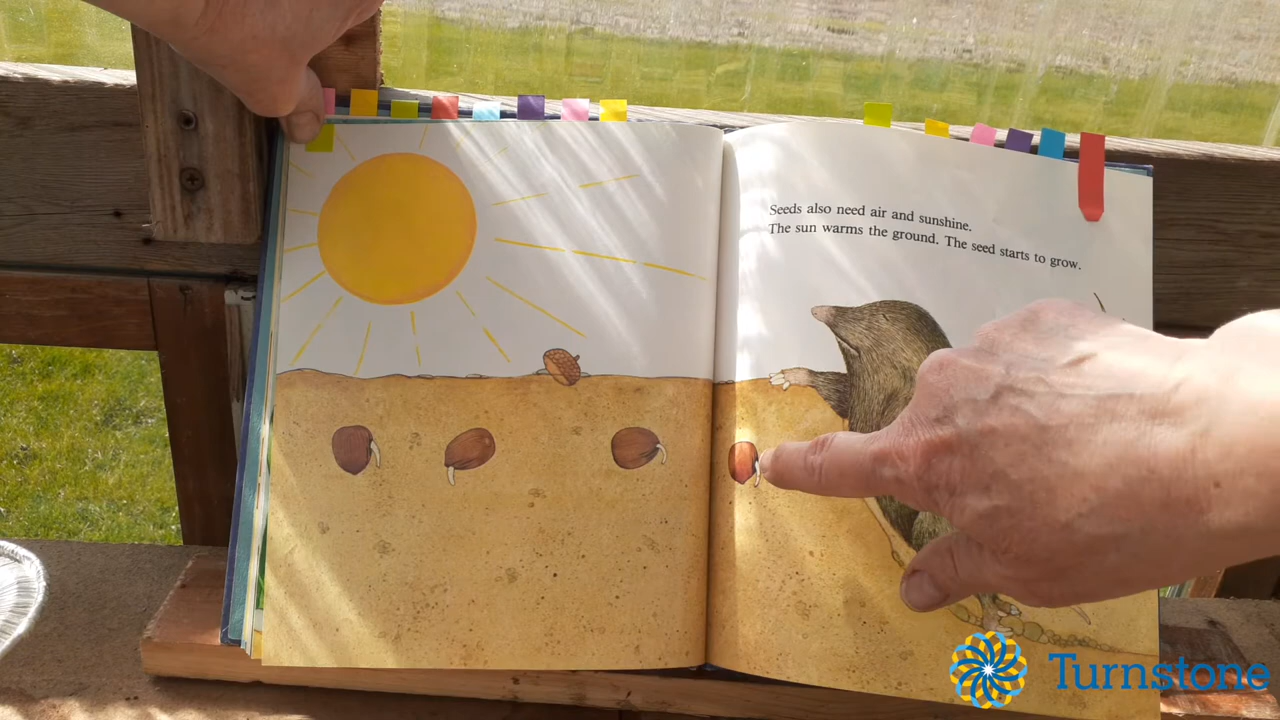 Seeds also need air and sunshine.
The sun warms the ground. The seed starts to grow.
Turnstone